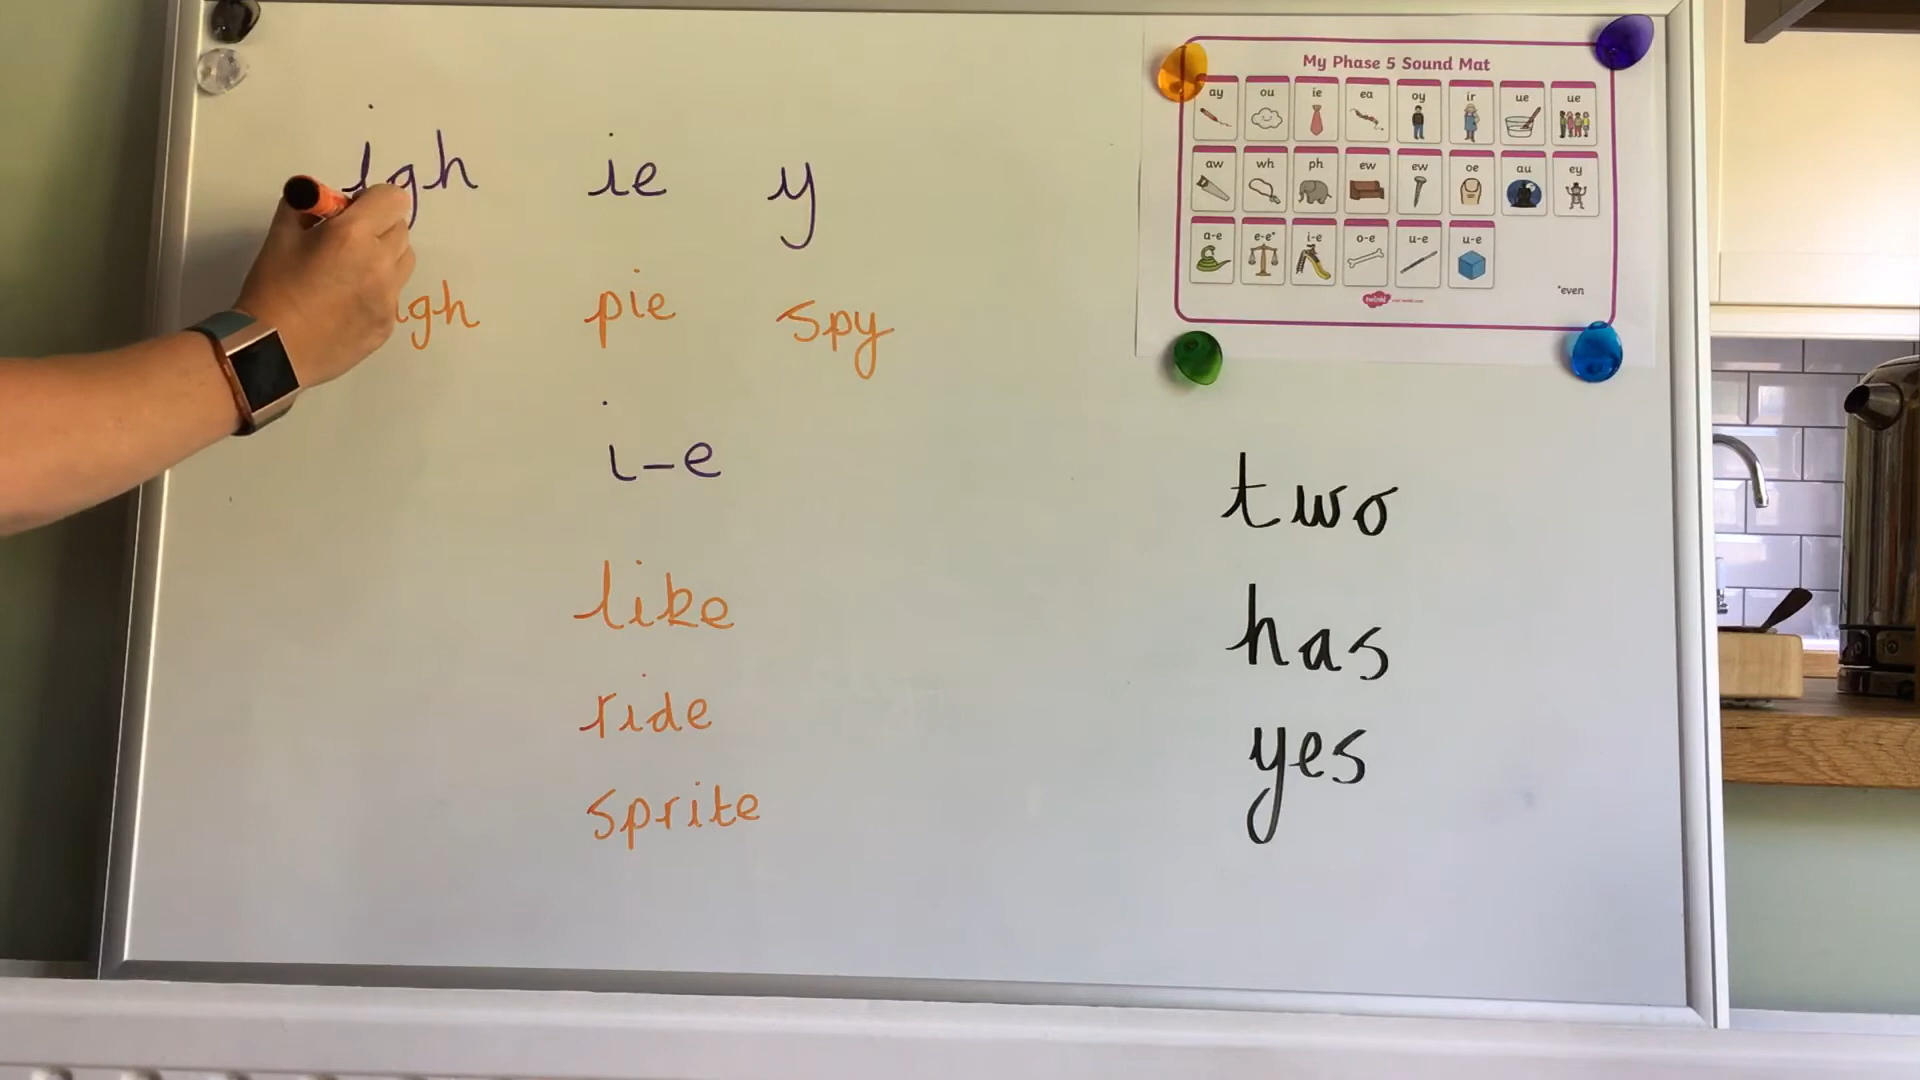 igh ie y
pie spy
i-e
like
ride
sprite
two
has
yes
My Phase 5 Sound Mat
ay ou ie ea oy ir ue ue
aw wh ph ew ew oe au ey
a-e e-e* i-e o-e u-e u-e
*even
twinkl